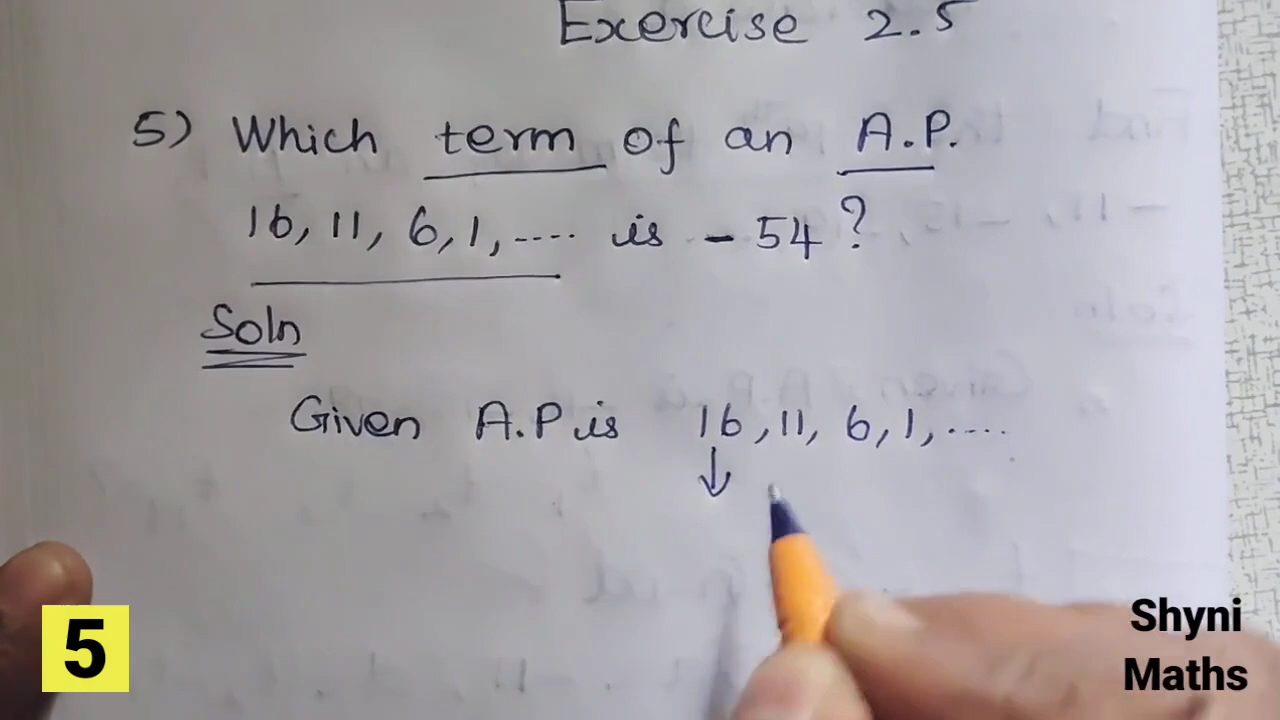 Exercise 2.5
5) Which term of an A.P.
16, 11, 6, 1, .... is - 54 ?
Soln
Given A.P is 16, 11, 6, 1, ....
5
Shyni
Maths